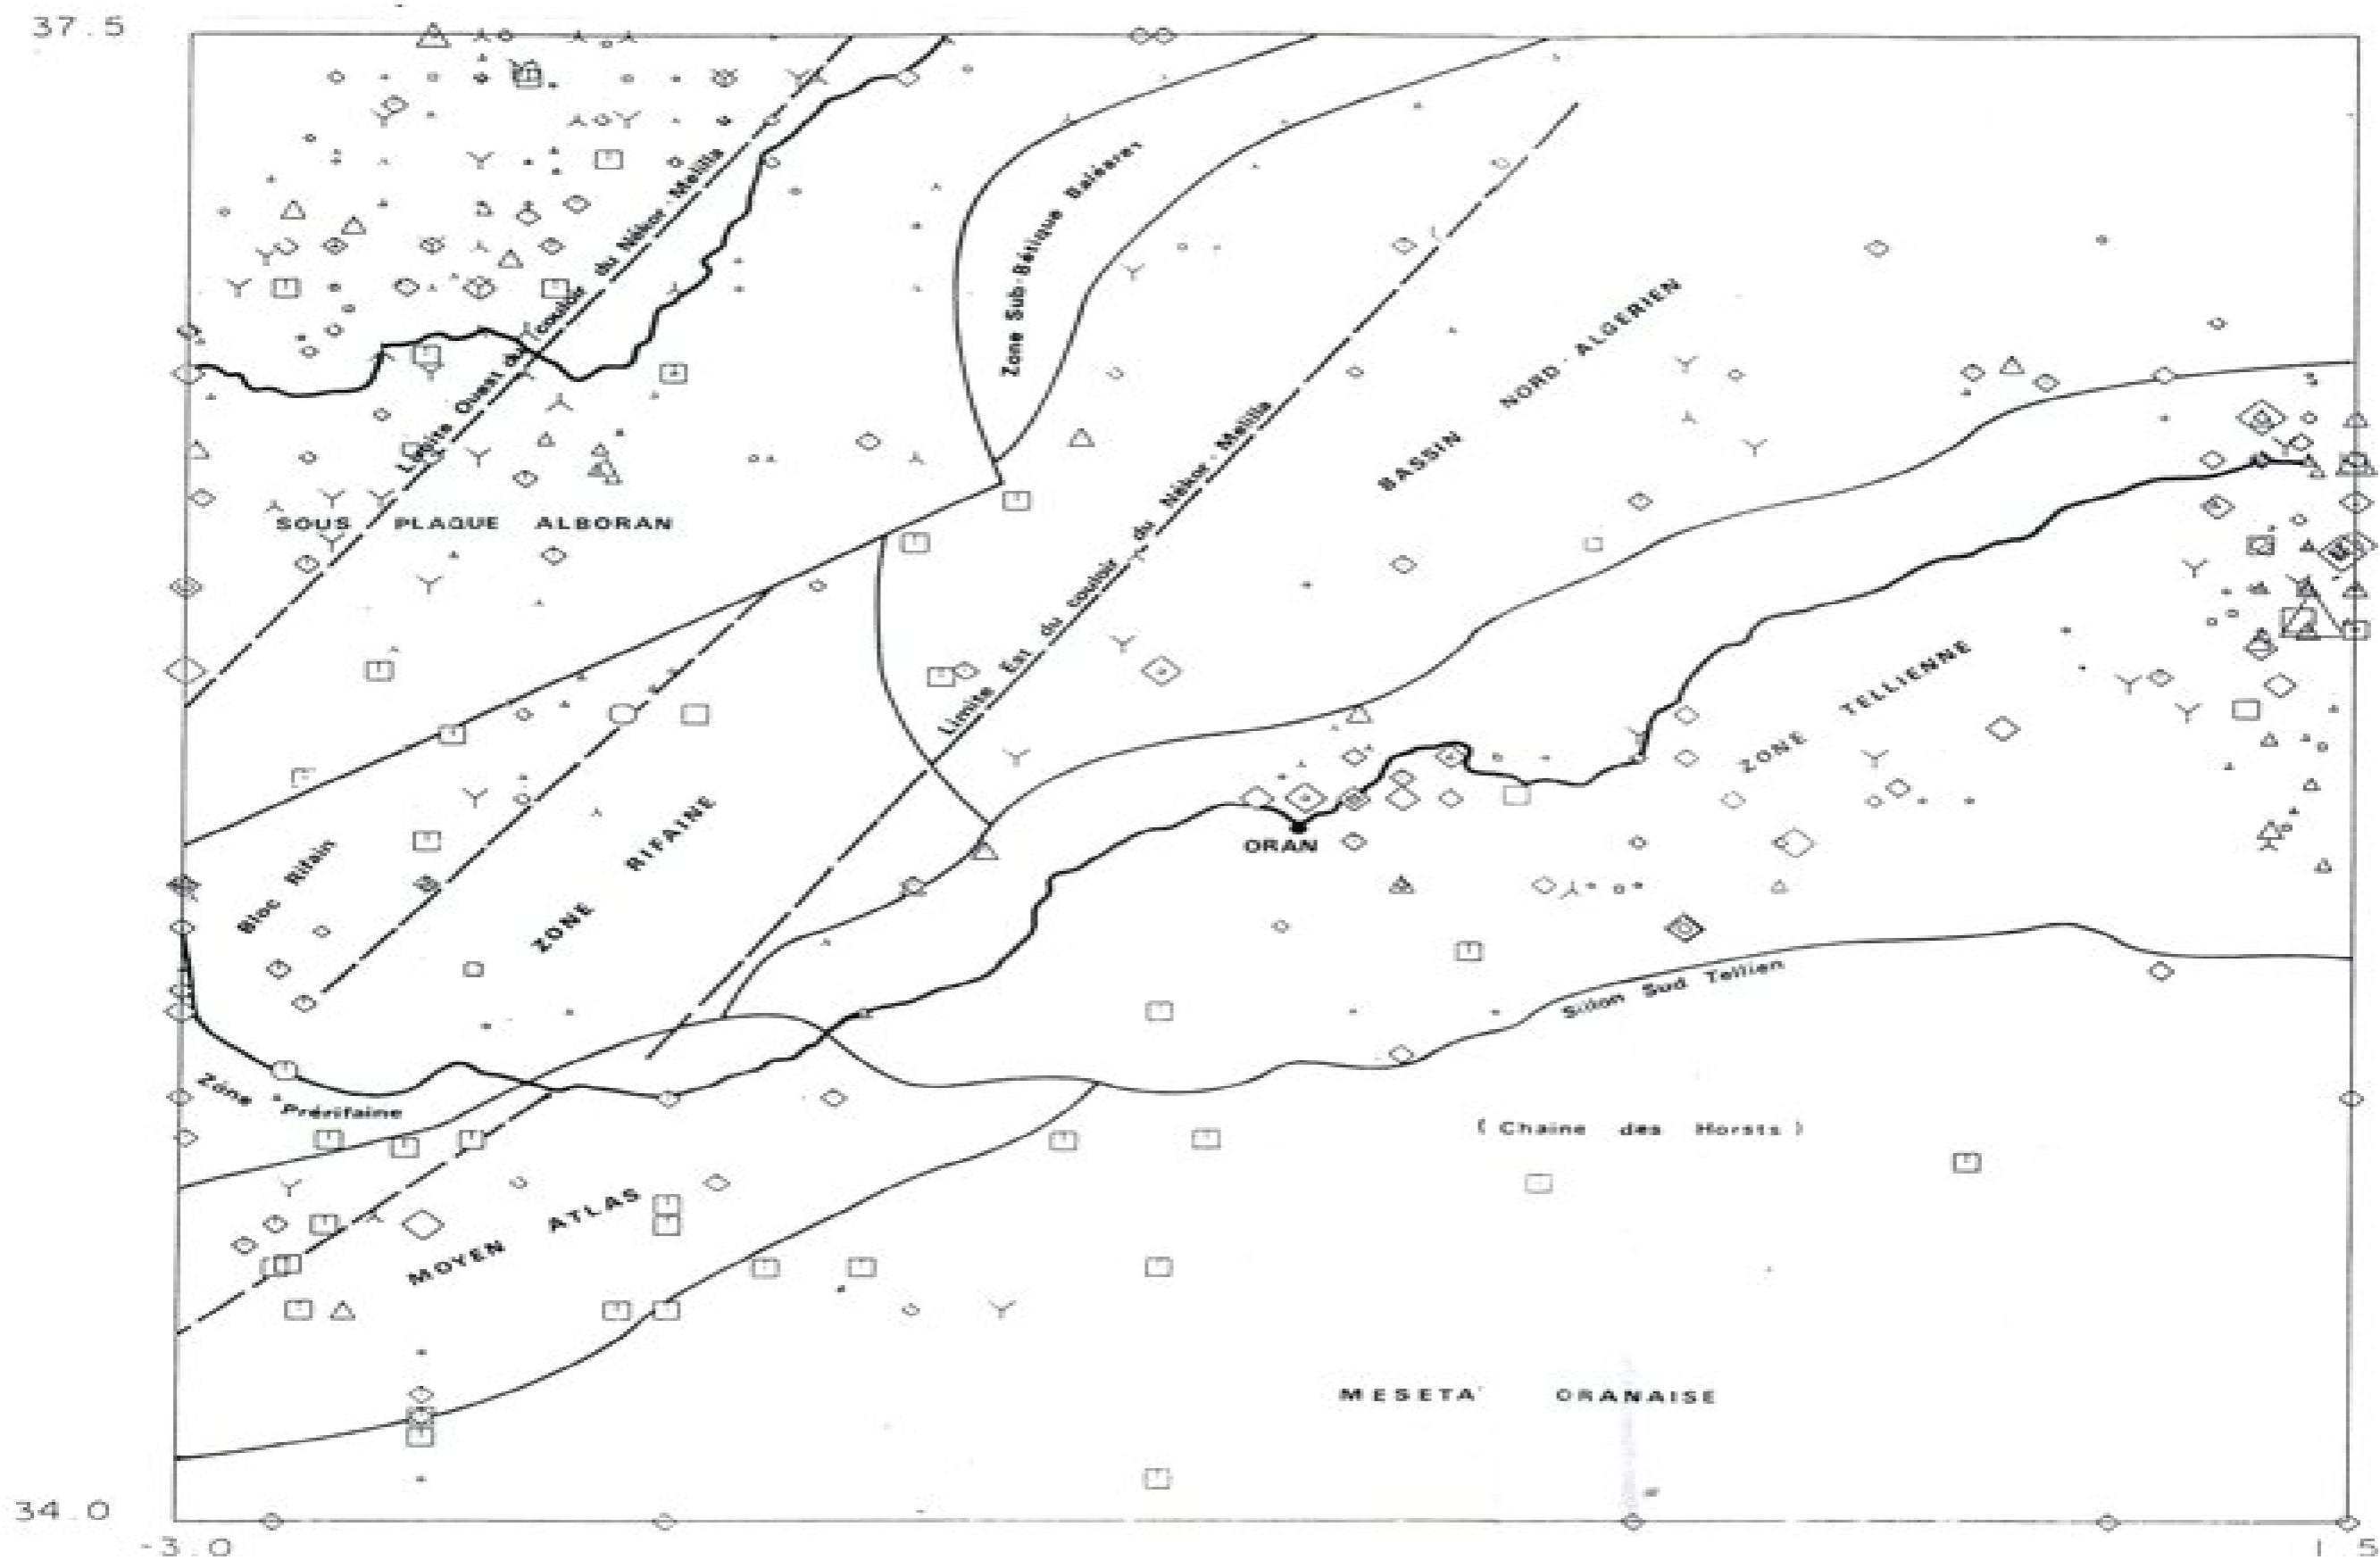 37.5
Limite Ouest du couloir du Nékor-Melilla
Zone Sub-Bétique Baléares
BASSIN NORD-ALGERIEN
SOUS PLAQUE ALBORAN
Limite Est du couloir du Nékor-Melilla
ZONE TELLIENNE
Bloc Rifain
ZONE RIFAINE
ORAN
Sillon Sud Tellien
Zone Prérifaine
(Chaine des Horsts)
MOYEN ATLAS
MESETA ORANAISE
34.0
-3.0
1.5